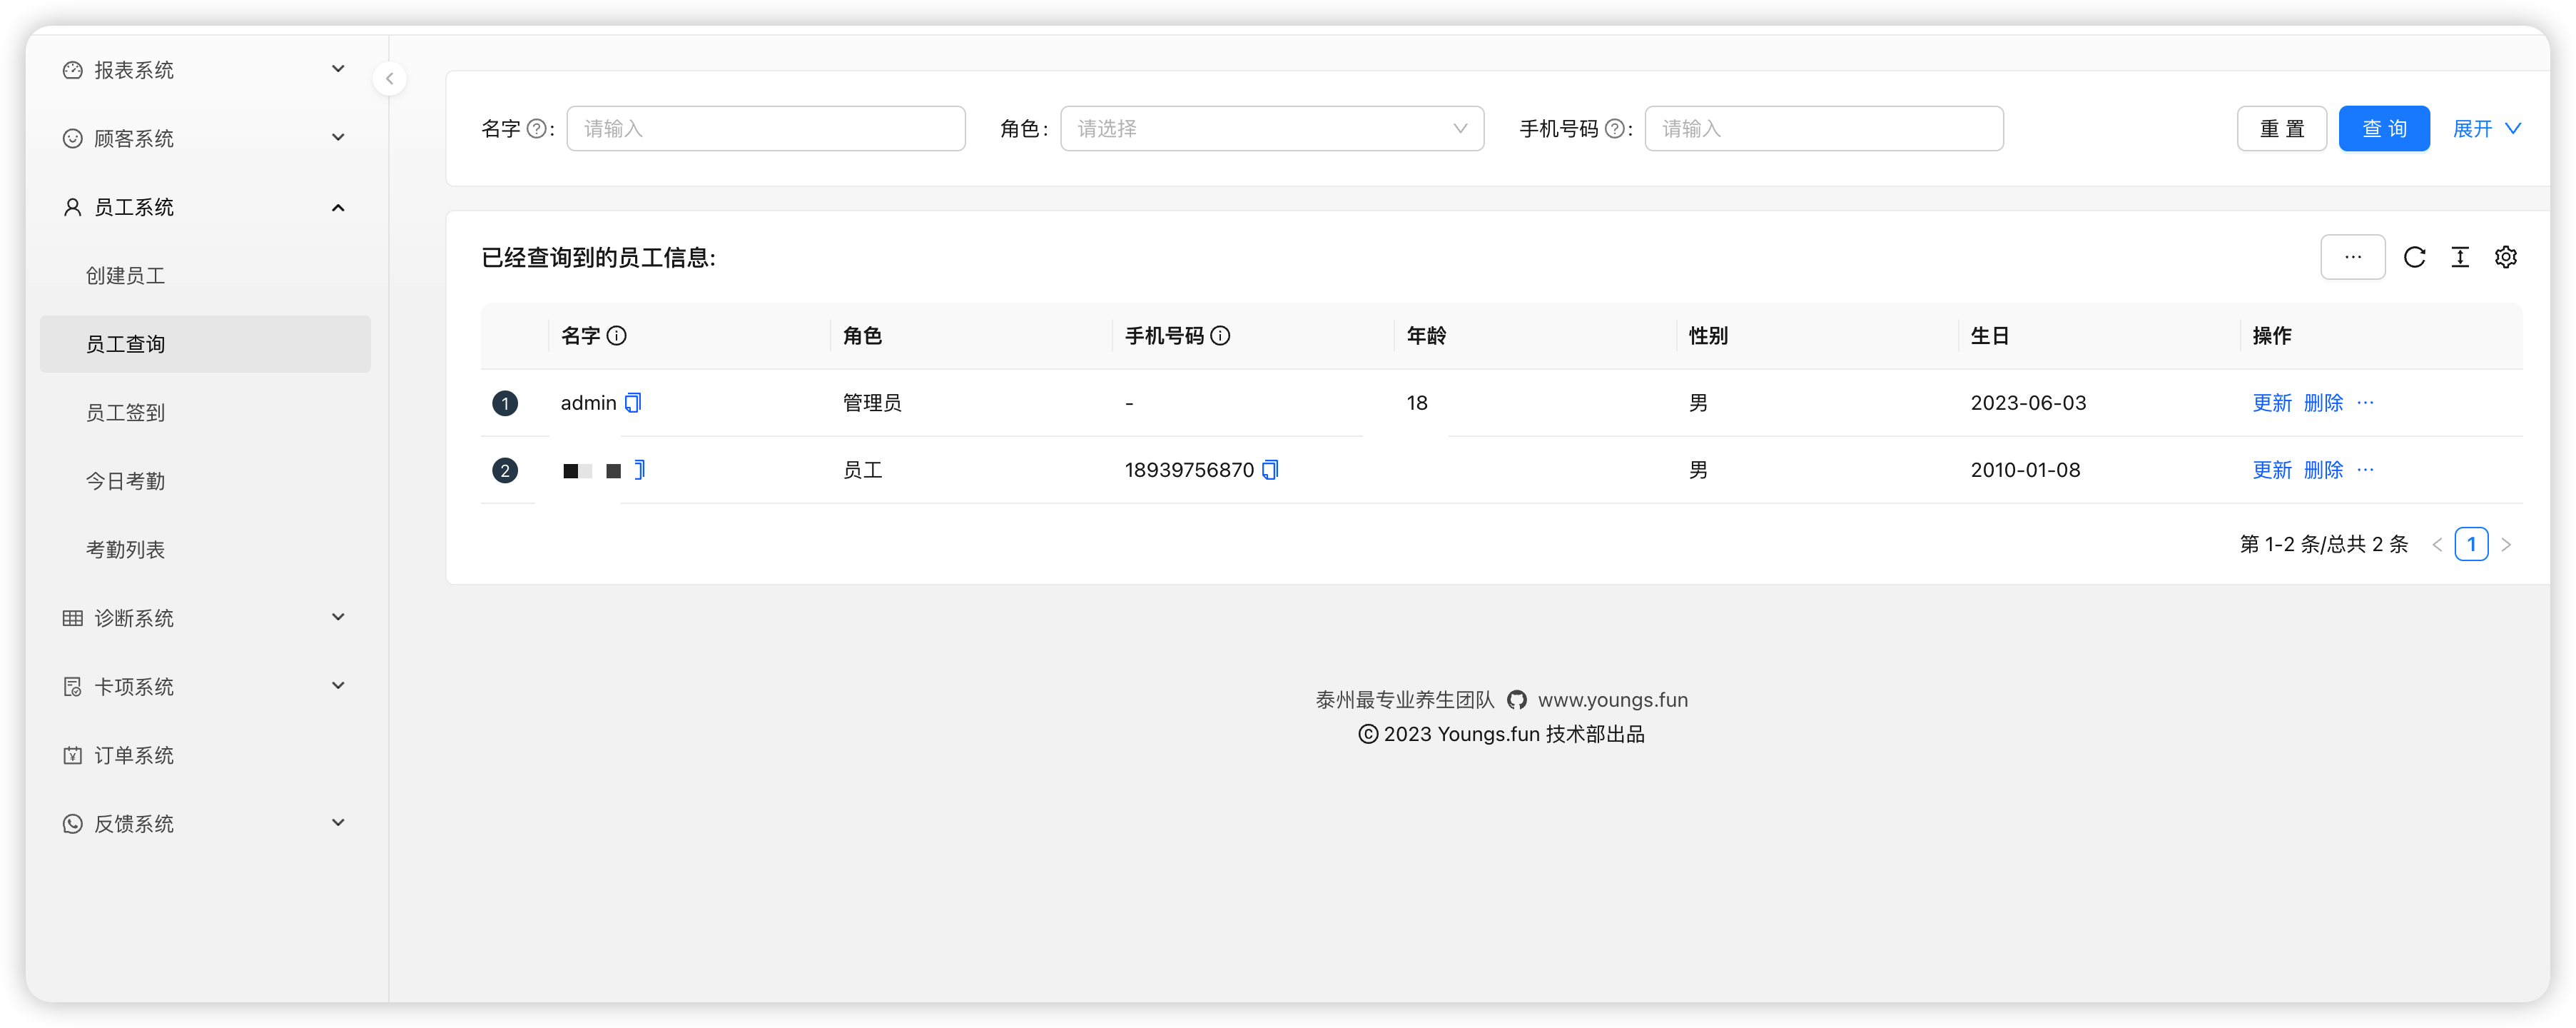 报表系统
顾客系统
员工系统
创建员工
员工查询
员工签到
今日考勤
考勤列表
诊断系统
卡项系统
订单系统
反馈系统
名字 : 请输入 角色 : 请选择 手机号码 : 请输入 重 置 查 询 展开
已经查询到的员工信息: ···
名字 角色 手机号码 年龄 性别 生日 操作
1 admin 管理员 - 18 男 2023-06-03 更新 删除 ···
2 员工 18939756870 男 2010-01-08 更新 删除 ···
第 1-2 条/总共 2 条 < 1 >
泰州最专业养生团队 www.youngs.fun
© 2023 Youngs.fun 技术部出品